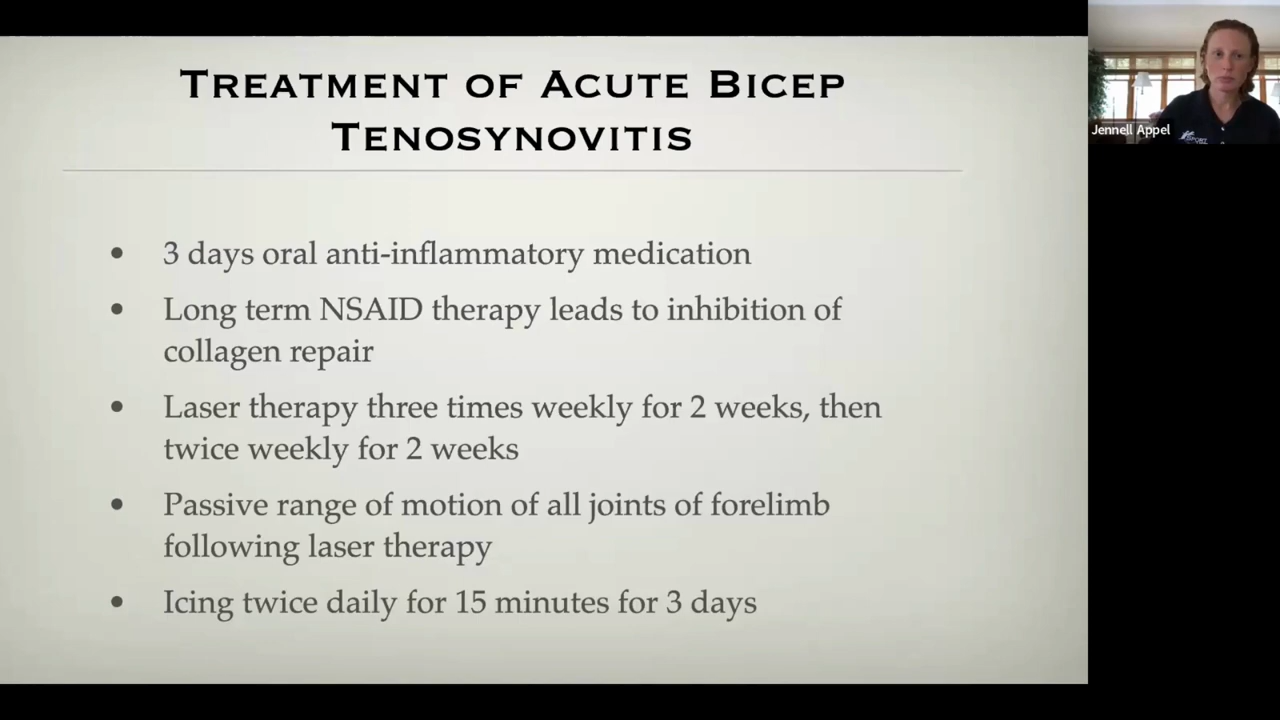 Treatment of Acute Bicep
Tenosynovitis
• 3 days oral anti-inflammatory medication
• Long term NSAID therapy leads to inhibition of
collagen repair
• Laser therapy three times weekly for 2 weeks, then
twice weekly for 2 weeks
• Passive range of motion of all joints of forelimb
following laser therapy
• Icing twice daily for 15 minutes for 3 days
Jennell Appel